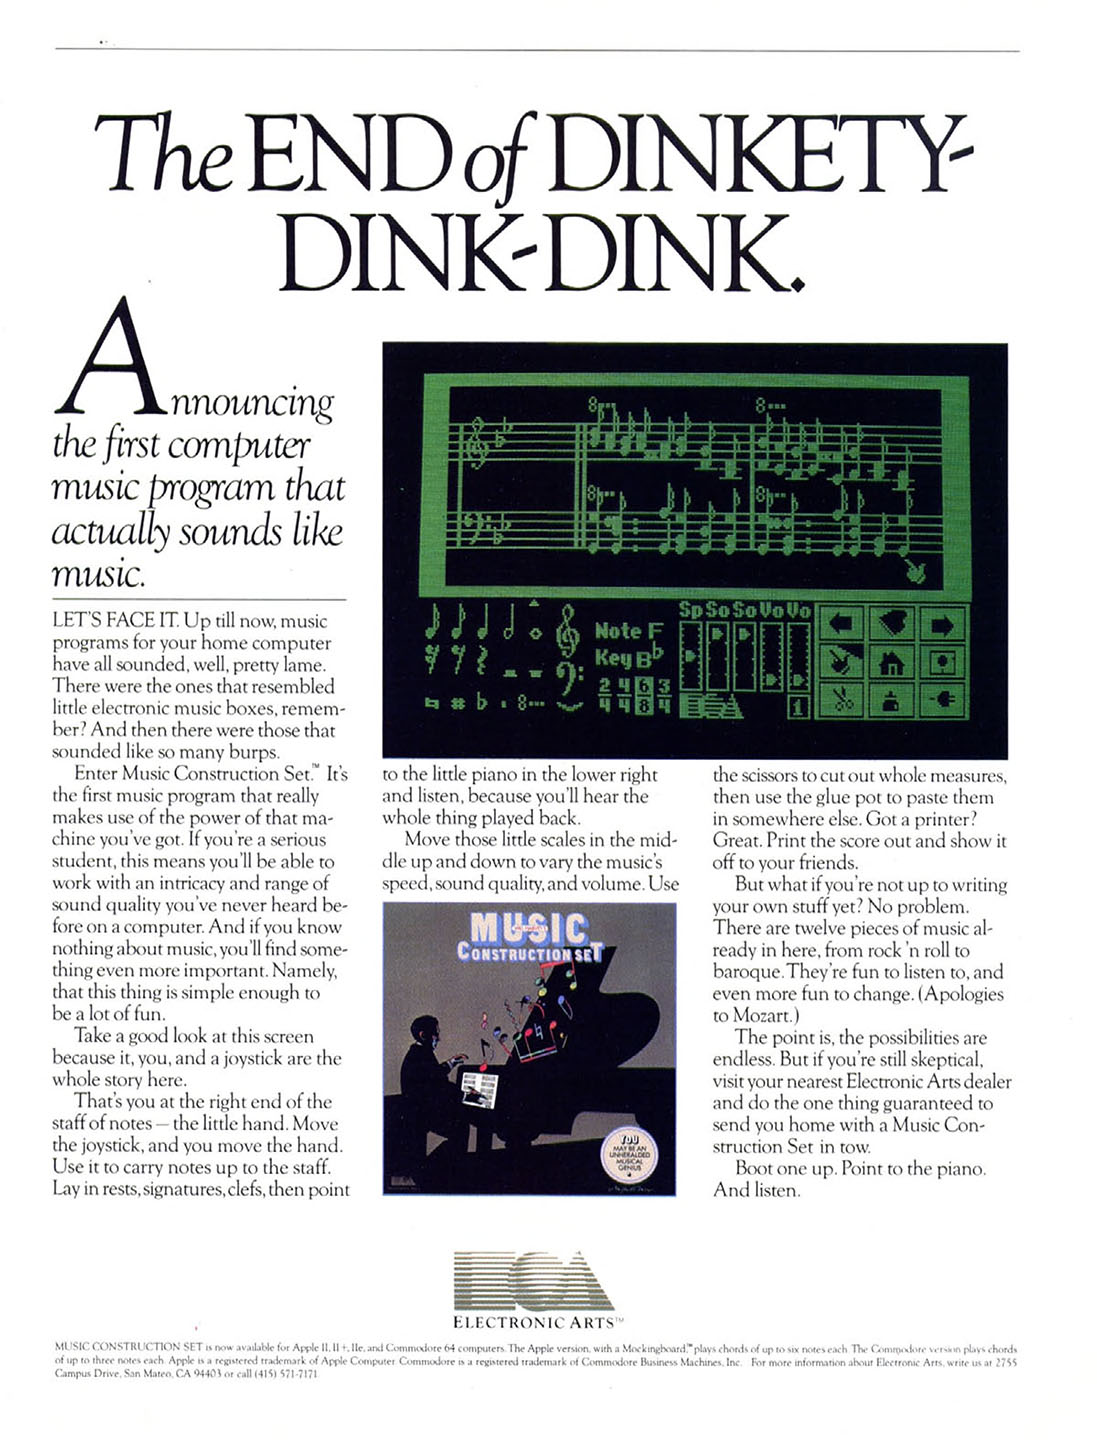 The END of DINKETY-
DINK-DINK.
Announcing
the first computer
music program that
actually sounds like
music.
LET'S FACE IT. Up till now, music
programs for your home computer
have all sounded, well, pretty lame.
There were the ones that resembled
little electronic music boxes, remem-
ber? And then there were those that
sounded like so many burps.
Enter Music Construction Set.™ It's
the first music program that really
makes use of the power of that ma-
chine you've got. If you're a serious
student, this means you'll be able to
work with an intricacy and range of
sound quality you've never heard be-
fore on a computer. And if you know
nothing about music, you'll find some-
thing even more important. Namely,
that this thing is simple enough to
be a lot of fun.
Take a good look at this screen
because it, you, and a joystick are the
whole story here.
That's you at the right end of the
staff of notes — the little hand. Move
the joystick, and you move the hand.
Use it to carry notes up to the staff.
Lay in rests, signatures, clefs, then point
8
8
8
8
Sp So So Vo Vo
Note F
Key Bb
2 4 6 3
4 4 8 4
8
1
to the little piano in the lower right
and listen, because you'll hear the
whole thing played back.
Move those little scales in the mid-
dle up and down to vary the music's
speed, sound quality, and volume. Use
MUSIC
CONSTRUCTION SET
YOU
MAY BE AN
UNHERALDED
MUSICAL
GENIUS
the scissors to cut out whole measures,
then use the glue pot to paste them
in somewhere else. Got a printer?
Great. Print the score out and show it
off to your friends.
But what if you're not up to writing
your own stuff yet? No problem.
There are twelve pieces of music al-
ready in here, from rock 'n roll to
baroque. They're fun to listen to, and
even more fun to change. (Apologies
to Mozart.)
The point is, the possibilities are
endless. But if you're still skeptical,
visit your nearest Electronic Arts dealer
and do the one thing guaranteed to
send you home with a Music Con-
struction Set in tow.
Boot one up. Point to the piano.
And listen.
ELECTRONIC ARTS™
MUSIC CONSTRUCTION SET is now available for Apple II, II +, IIe, and Commodore 64 computers. The Apple version, with a Mockingboard,™ plays chords of up to six notes each. The Commodore version plays chords
of up to three notes each. Apple is a registered trademark of Apple Computer. Commodore is a registered trademark of Commodore Business Machines, Inc. For more information about Electronic Arts, write us at 2755
Campus Drive, San Mateo, CA 94403 or call (415) 571-7171.